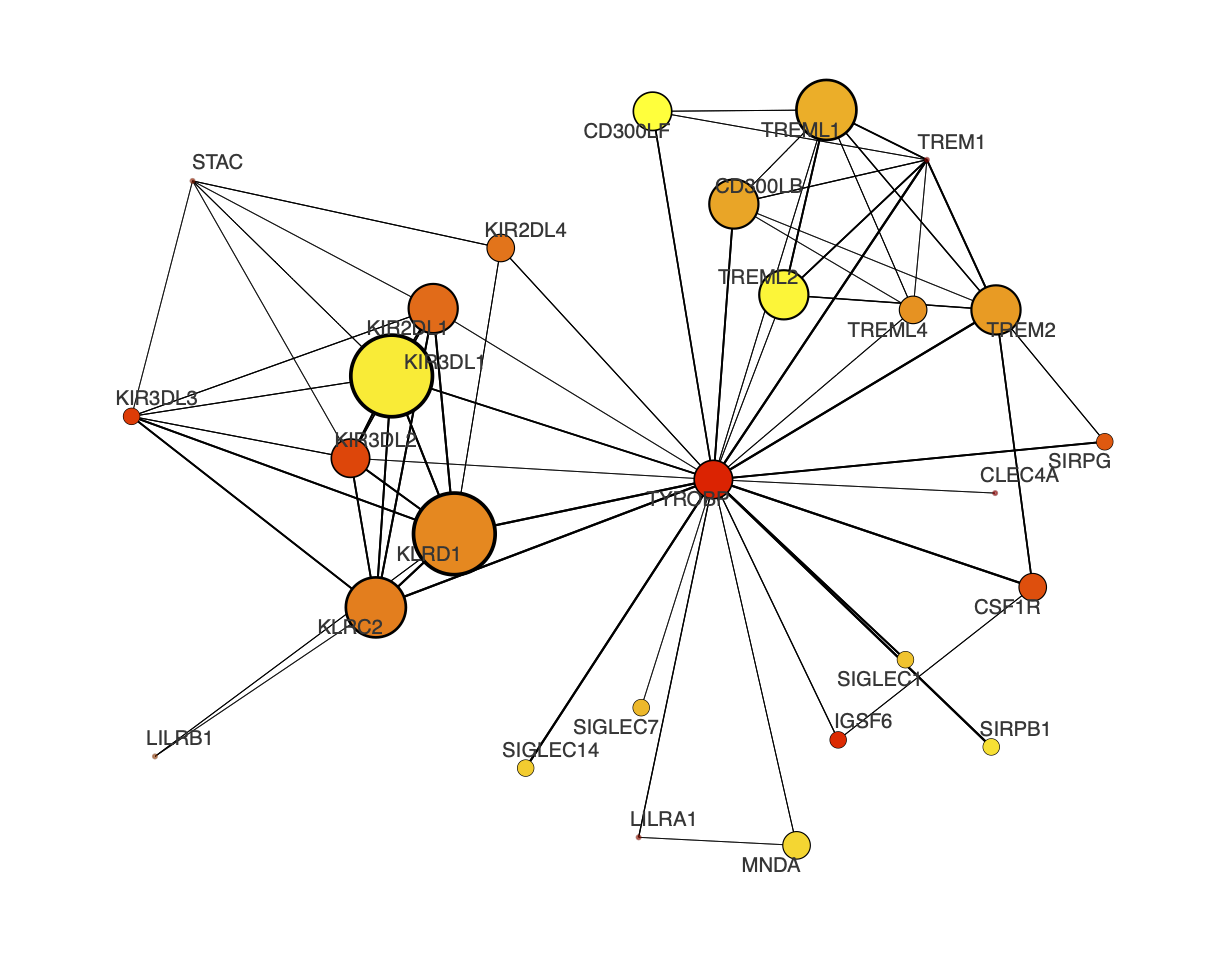 CD300LF
TREML1
TREM1
STAC
CD300LB
KIR2DL4
TREML2
KIR2DL1
TREML4
TREM2
KIR3DL1
KIR3DL3
KIR3DL2
SIRPG
CLEC4A
TYROBP
KLRD1
CSF1R
KLRC2
SIGLEC1
IGSF6
SIGLEC7
SIRPB1
LILRB1
SIGLEC14
LILRA1
MNDA